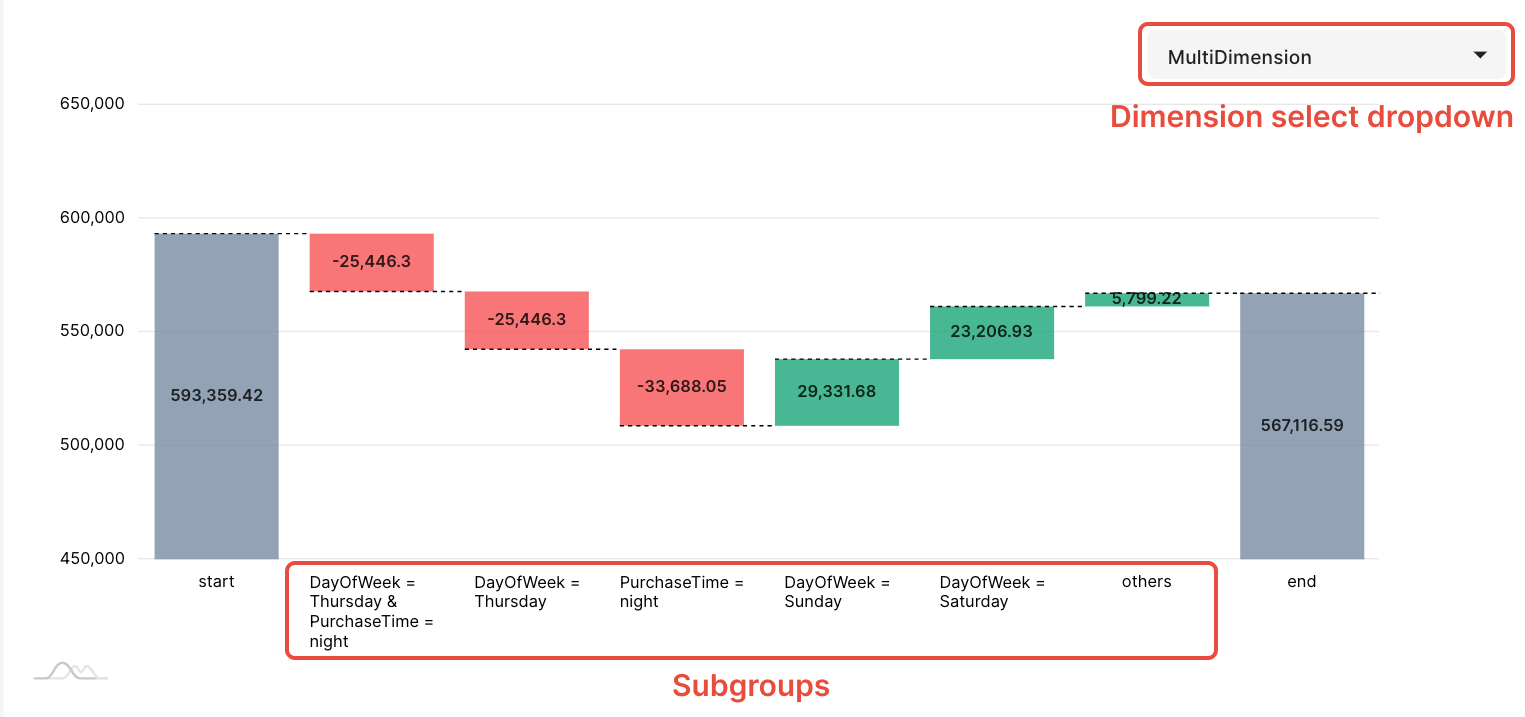 MultiDimension
Dimension select dropdown
650,000
600,000
550,000
500,000
450,000
593,359.42
-25,446.3
-25,446.3
-33,688.05
29,331.68
23,206.93
5,799.22
567,116.59
start
DayOfWeek =
Thursday &
PurchaseTime =
night
DayOfWeek =
Thursday
PurchaseTime =
night
DayOfWeek =
Sunday
DayOfWeek =
Saturday
others
end
Subgroups